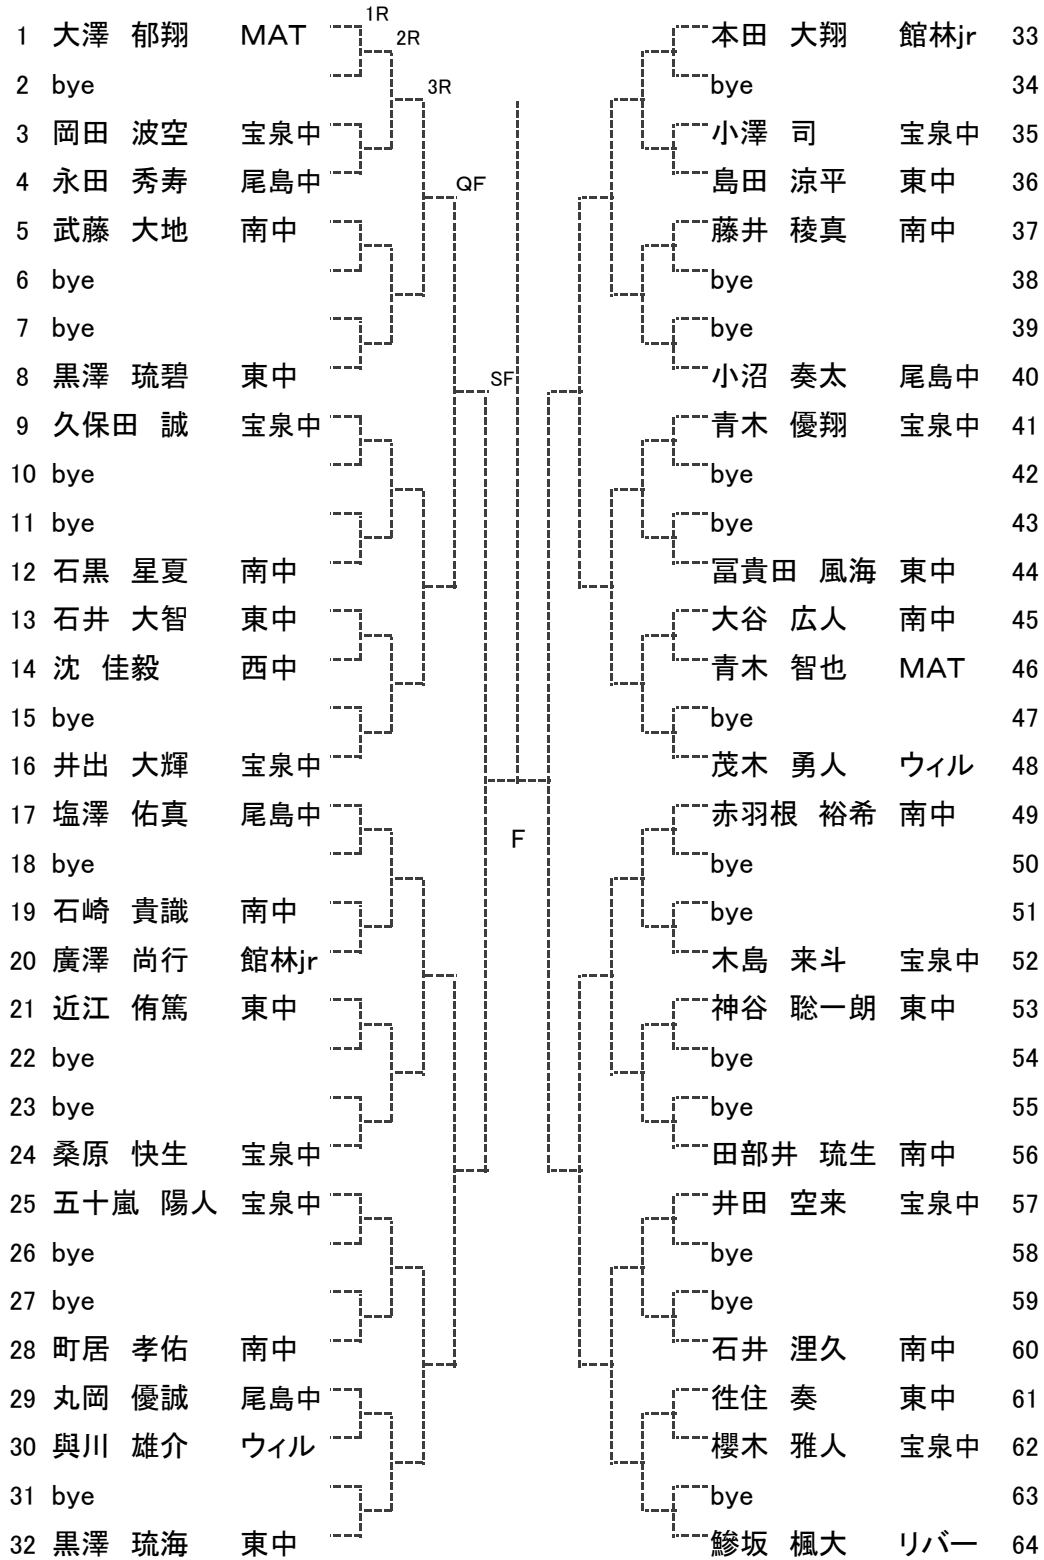 1R
2R
3R
QF
SF
F
1 大澤 郁翔 MAT
2 bye
3 岡田 波空 宝泉中
4 永田 秀寿 尾島中
5 武藤 大地 南中
6 bye
7 bye
8 黒澤 琉碧 東中
9 久保田 誠 宝泉中
10 bye
11 bye
12 石黒 星夏 南中
13 石井 大智 東中
14 沈 佳毅 西中
15 bye
16 井出 大輝 宝泉中
17 塩澤 佑真 尾島中
18 bye
19 石崎 貴識 南中
20 廣澤 尚行 館林jr
21 近江 侑篤 東中
22 bye
23 bye
24 桑原 快生 宝泉中
25 五十嵐 陽人 宝泉中
26 bye
27 bye
28 町居 孝佑 南中
29 丸岡 優誠 尾島中
30 與川 雄介 ウィル
31 bye
32 黒澤 琉海 東中
本田 大翔 館林jr 33
bye 34
小澤 司 宝泉中 35
島田 涼平 東中 36
藤井 稜真 南中 37
bye 38
bye 39
小沼 奏太 尾島中 40
青木 優翔 宝泉中 41
bye 42
bye 43
冨貴田 風海 東中 44
大谷 広人 南中 45
青木 智也 MAT 46
bye 47
茂木 勇人 ウィル 48
赤羽根 裕希 南中 49
bye 50
bye 51
木島 来斗 宝泉中 52
神谷 聡一朗 東中 53
bye 54
bye 55
田部井 琉生 南中 56
井田 空来 宝泉中 57
bye 58
bye 59
石井 浬久 南中 60
徃住 奏 東中 61
櫻木 雅人 宝泉中 62
bye 63
鰺坂 楓大 リバー 64